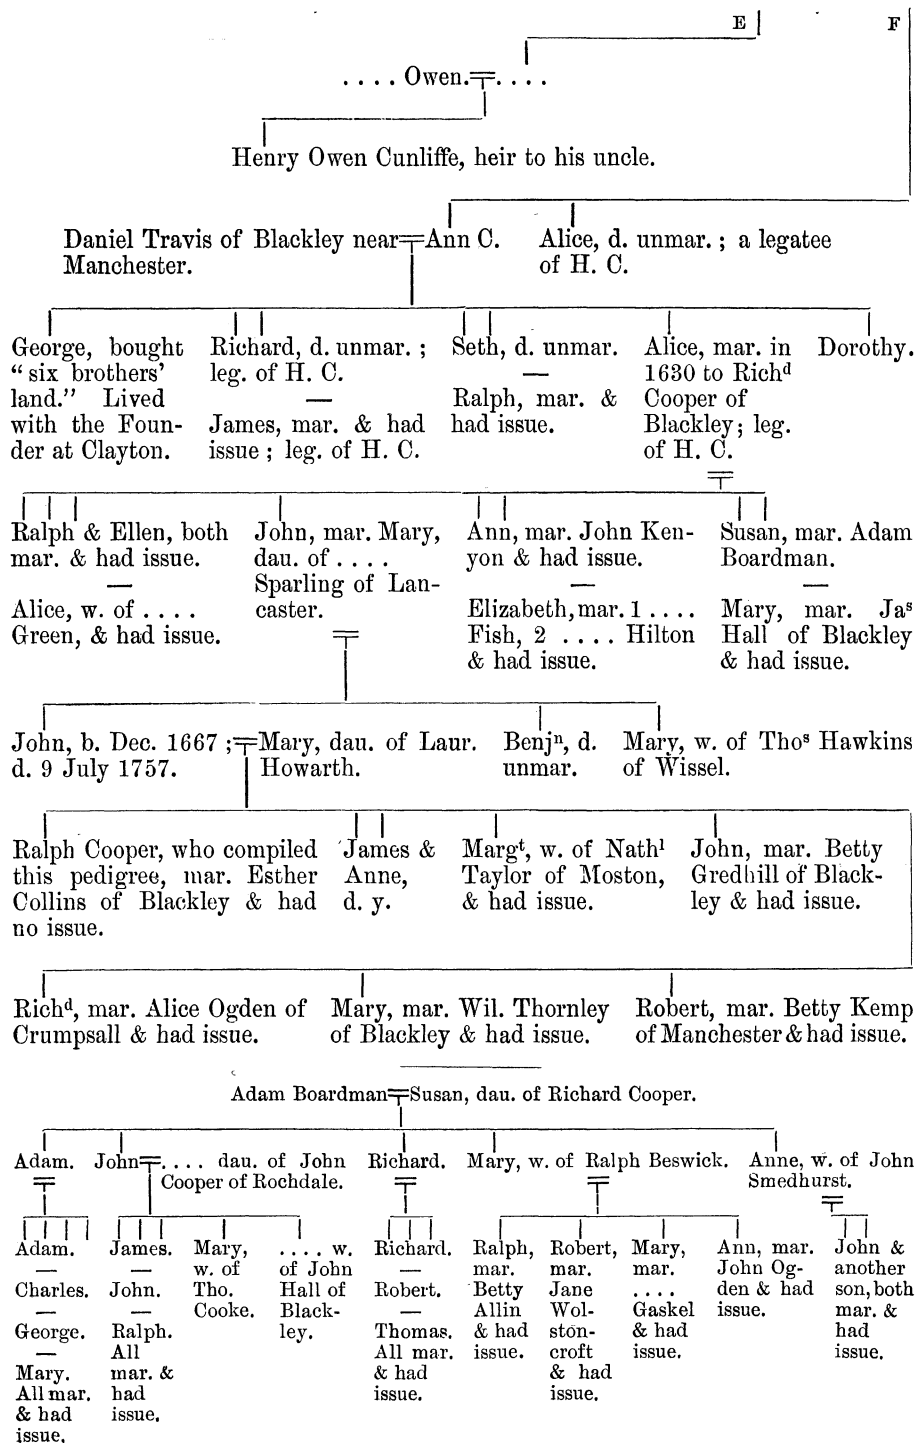 E F
. . . . Owen.=. . . .
Henry Owen Cunliffe, heir to his uncle.
Daniel Travis of Blackley near=Ann C.
Manchester.
Alice, d. unmar. ; a legatee
of H. C.
George, bought
“ six brothers’
land.” Lived
with the Foun-
der at Clayton.
Richard, d. unmar. ;
leg. of H. C.
—
James, mar. & had
issue ; leg. of H. C.
Seth, d. unmar.
—
Ralph, mar. &
had issue.
Alice, mar. in
1630 to Richᵈ
Cooper of
Blackley; leg.
of H. C.
=
Dorothy.
Ralph & Ellen, both
mar. & had issue.
—
Alice, w. of . . . .
Green, & had issue.
John, mar. Mary,
dau. of . . . .
Sparling of Lan-
caster.
=
Ann, mar. John Ken-
yon & had issue.
—
Elizabeth, mar. 1 . . . .
Fish, 2 . . . . Hilton
& had issue.
Susan, mar. Adam
Boardman.
—
Mary, mar. Jaˢ
Hall of Blackley
& had issue.
John, b. Dec. 1667 ;=Mary, dau. of Laur.
d. 9 July 1757. Howarth.
Benjⁿ, d.
unmar.
Mary, w. of Thoˢ Hawkins
of Wissel.
Ralph Cooper, who compiled
this pedigree, mar. Esther
Collins of Blackley & had
no issue.
James &
Anne,
d. y.
Margᵗ, w. of Nathˡ
Taylor of Moston,
& had issue.
John, mar. Betty
Gredhill of Black-
ley & had issue.
Richᵈ, mar. Alice Ogden of
Crumpsall & had issue.
Mary, mar. Wil. Thornley
of Blackley & had issue.
Robert, mar. Betty Kemp
of Manchester & had issue.
Adam Boardman=Susan, dau. of Richard Cooper.
Adam.
=
John=. . . . dau. of John
Cooper of Rochdale.
Richard.
=
Mary, w. of Ralph Beswick.
=
Anne, w. of John
Smedhurst.
=
Adam.
—
Charles.
—
George.
—
Mary.
All mar.
& had
issue.
James.
—
John.
—
Ralph.
All
mar. &
had
issue.
Mary,
w. of
Tho.
Cooke.
. . . . w.
of John
Hall of
Black-
ley.
Richard.
—
Robert.
—
Thomas.
All mar.
& had
issue.
Ralph,
mar.
Betty
Allin
& had
issue.
Robert,
mar.
Jane
Wol-
ston-
croft
& had
issue.
Mary,
mar.
. . . .
Gaskel
& had
issue.
Ann, mar.
John Og-
den & had
issue.
John &
another
son, both
mar. &
had
issue.